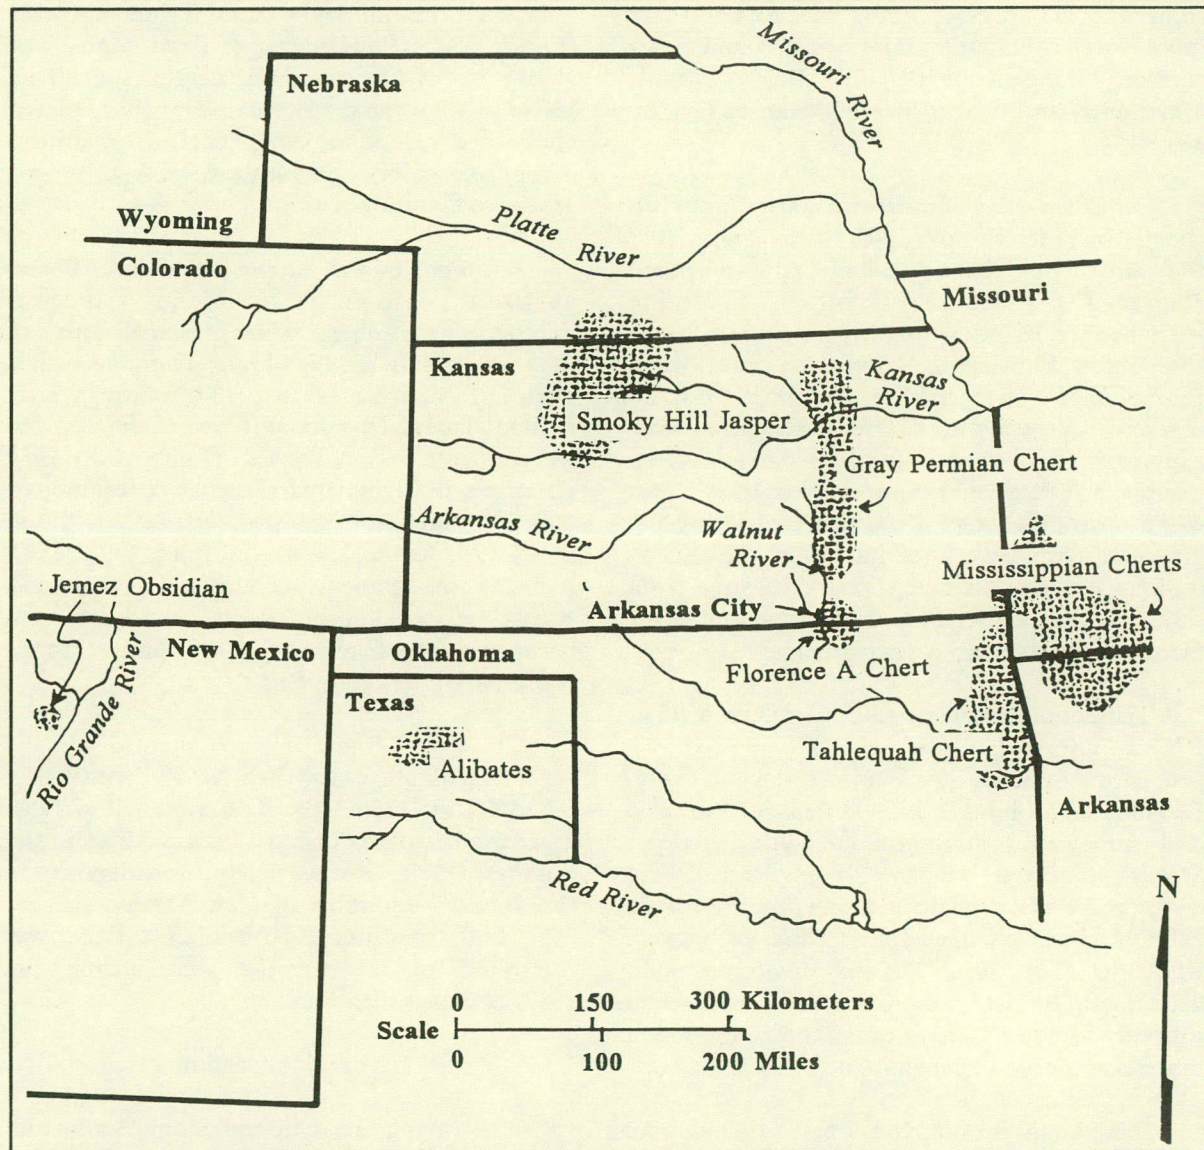 Missouri River
Nebraska
Wyoming
Platte
River
Colorado
Missouri
Kansas
Kansas
River
Smoky Hill Jasper
Gray Permian Chert
Arkansas River
Walnut
River
Mississippian Cherts
Jemez Obsidian
Arkansas City
New Mexico
Oklahoma
Florence A Chert
Rio Grande River
Texas
Tahlequah Chert
Alibates
Arkansas
Red River
N
0 150 300 Kilometers
Scale
0 100 200 Miles